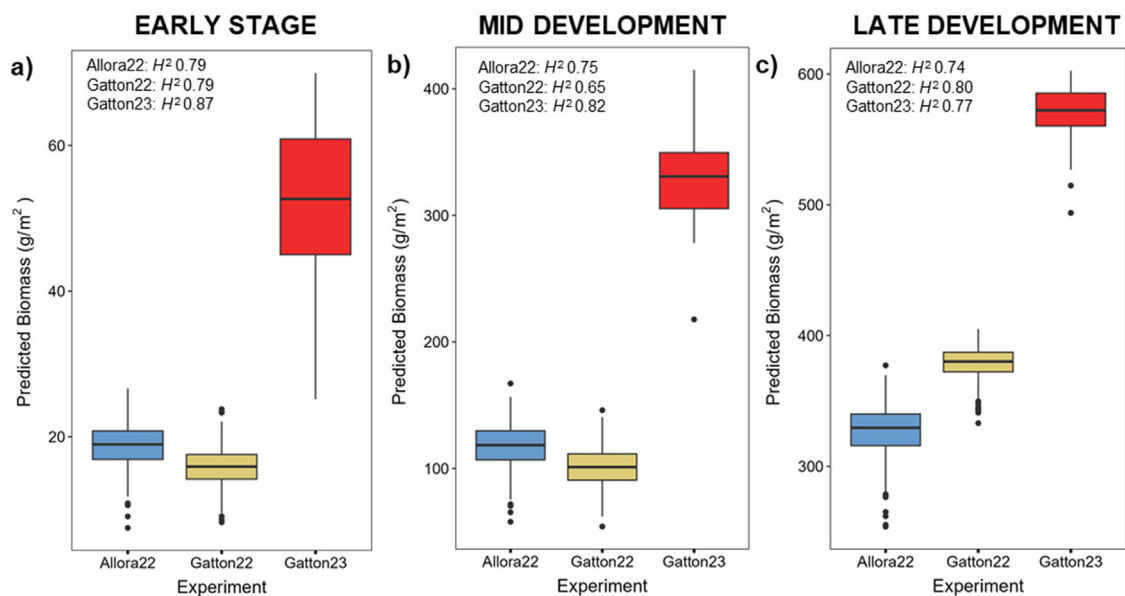 EARLY STAGE
MID DEVELOPMENT
LATE DEVELOPMENT
a)
Allora22: H² 0.79
Gatton22: H² 0.79
Gatton23: H² 0.87
60
40
20
Predicted Biomass (g/m²)
Allora22
Gatton22
Gatton23
Experiment
b)
Allora22: H² 0.75
Gatton22: H² 0.65
Gatton23: H² 0.82
400
300
200
100
Predicted Biomass (g/m²)
Allora22
Gatton22
Gatton23
Experiment
c)
Allora22: H² 0.74
Gatton22: H² 0.80
Gatton23: H² 0.77
600
500
400
300
Predicted Biomass (g/m²)
Allora22
Gatton22
Gatton23
Experiment